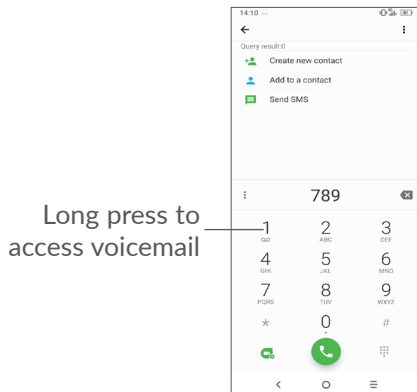 14:10
Query result:0
Create new contact
Add to a contact
Send SMS
789
Long press to
access voicemail
1 2 3
ABC DEF
4 5 6
GHI JKL MNO
7 8 9
PQRS TUV WXYZ
* 0 #
+